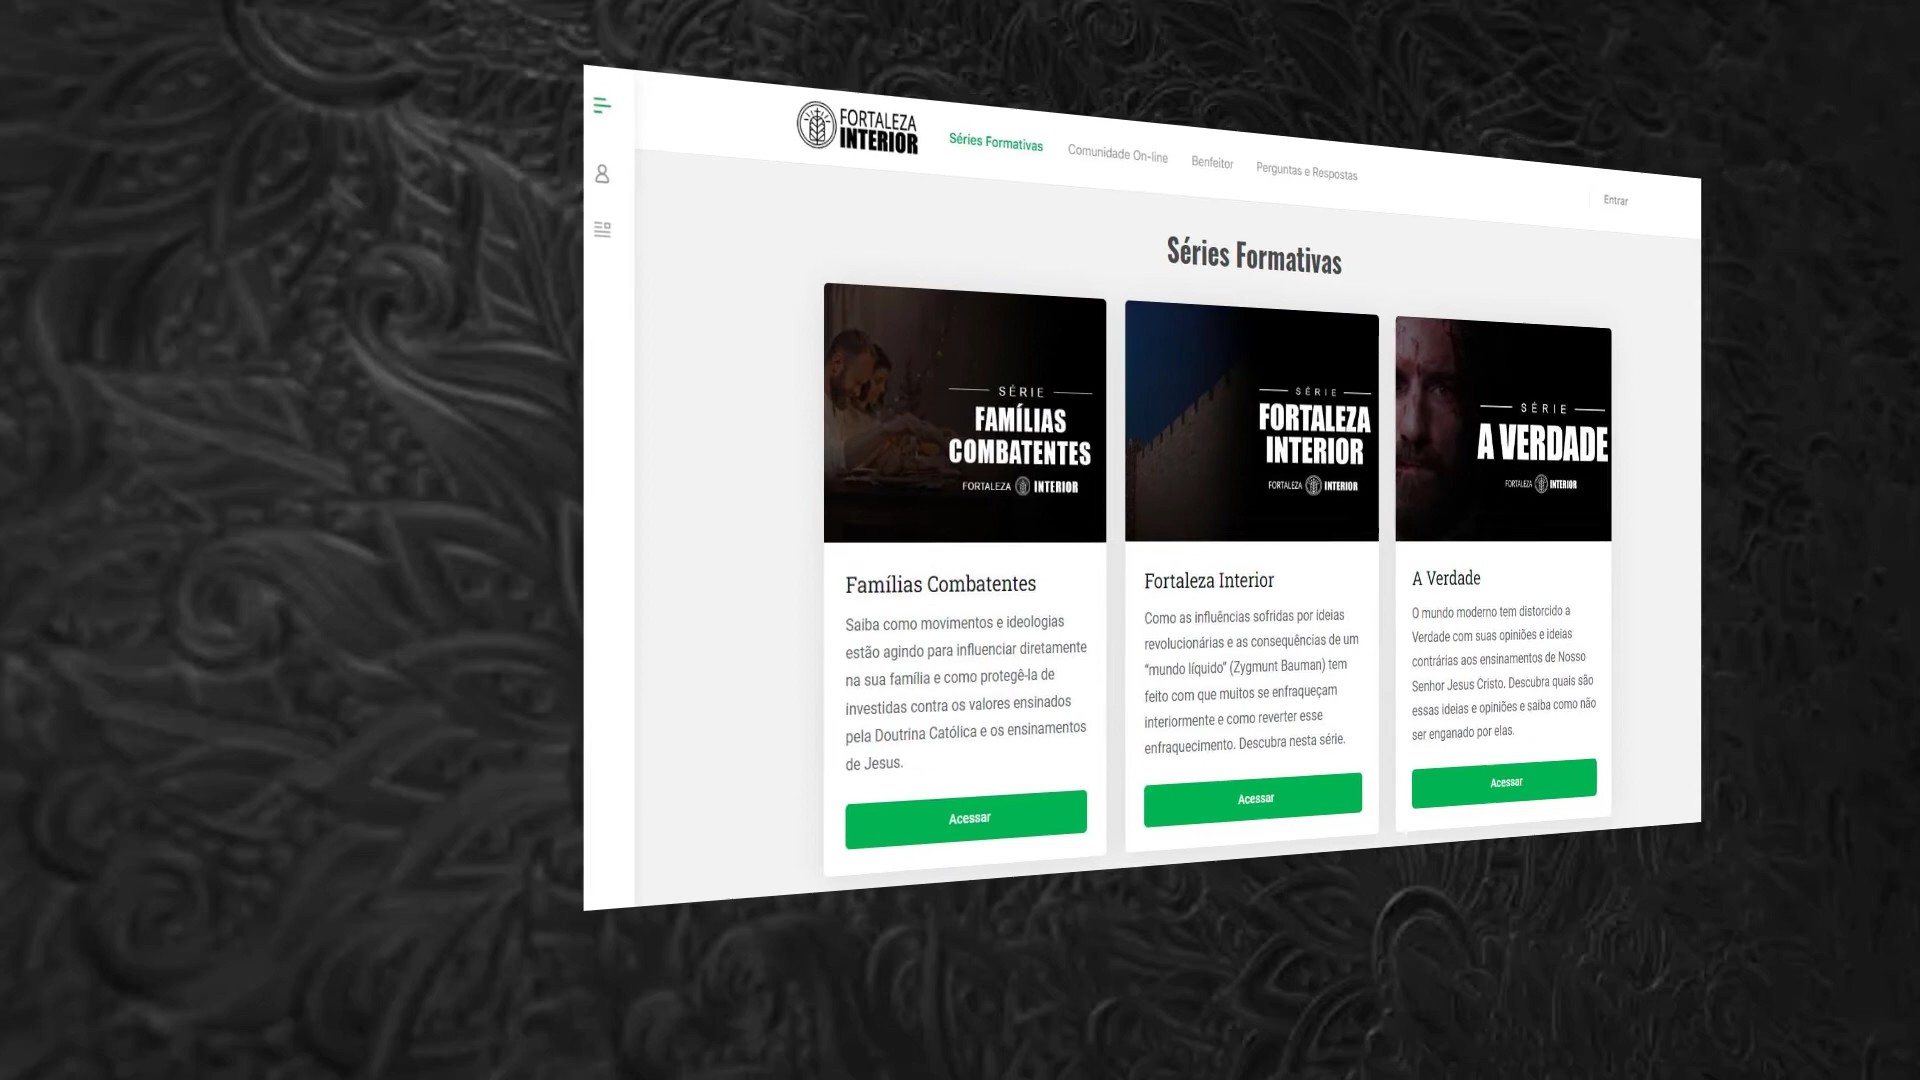 FORTALEZA
INTERIOR
Séries Formativas
Comunidade On-line
Benfeitor
Perguntas e Respostas
Entrar
Séries Formativas
SÉRIE
FAMÍLIAS
COMBATENTES
FORTALEZA INTERIOR
SÉRIE
FORTALEZA
INTERIOR
FORTALEZA INTERIOR
SÉRIE
A VERDADE
FORTALEZA INTERIOR
Famílias Combatentes
Saiba como movimentos e ideologias
estão agindo para influenciar diretamente
na sua família e como protegê-la de
investidas contra os valores ensinados
pela Doutrina Católica e os ensinamentos
de Jesus.
Acessar
Fortaleza Interior
Como as influências sofridas por ideias
revolucionárias e as consequências de um
“mundo líquido” (Zygmunt Bauman) tem
feito com que muitos se enfraqueçam
interiormente e como reverter esse
enfraquecimento. Descubra nesta série.
Acessar
A Verdade
O mundo moderno tem distorcido a
Verdade com suas opiniões e ideias
contrárias aos ensinamentos de Nosso
Senhor Jesus Cristo. Descubra quais são
essas ideias e opiniões e saiba como não
ser enganado por elas.
Acessar